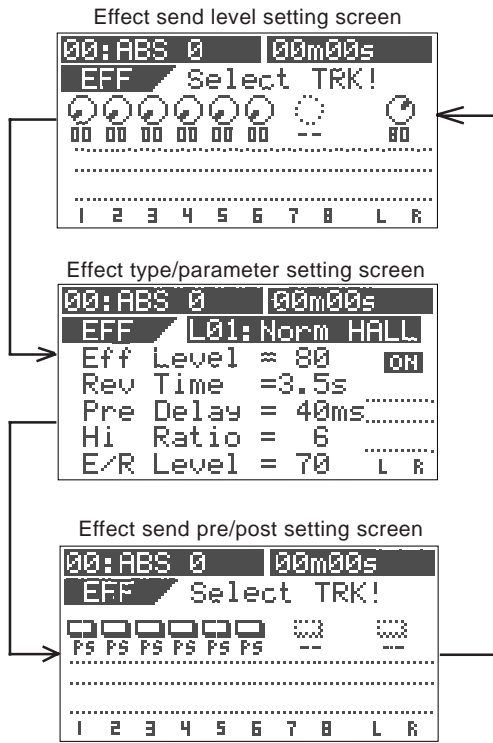 Effect send level setting screen
00:ABS 0 00m00s
EFF Select TRK!
00 00 00 00 00 00 -- 80
1 2 3 4 5 6 7 8 L R
Effect type/parameter setting screen
00:ABS 0 00m00s
EFF L01:Norm HALL
Eff Level ≈ 80 ON
Rev Time =3.5s
Pre Delay = 40ms
Hi Ratio = 6
E/R Level = 70 L R
Effect send pre/post setting screen
00:ABS 0 00m00s
EFF Select TRK!
PS PS PS PS PS PS -- --
1 2 3 4 5 6 7 8 L R